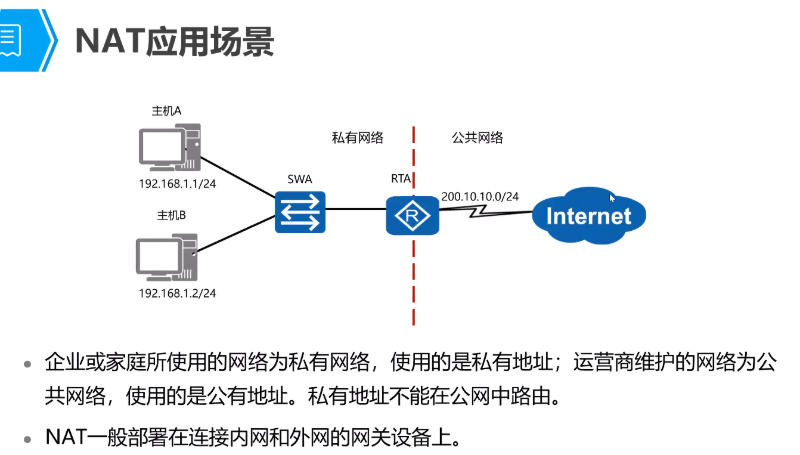 NAT应用场景
主机A
私有网络
公共网络
192.168.1.1/24
SWA
RTA
200.10.10.0/24
R
Internet
主机B
192.168.1.2/24
企业或家庭所使用的网络为私有网络，使用的是私有地址；运营商维护的网络为公
共网络，使用的是公有地址。私有地址不能在公网中路由。
NAT一般部署在连接内网和外网的网关设备上。